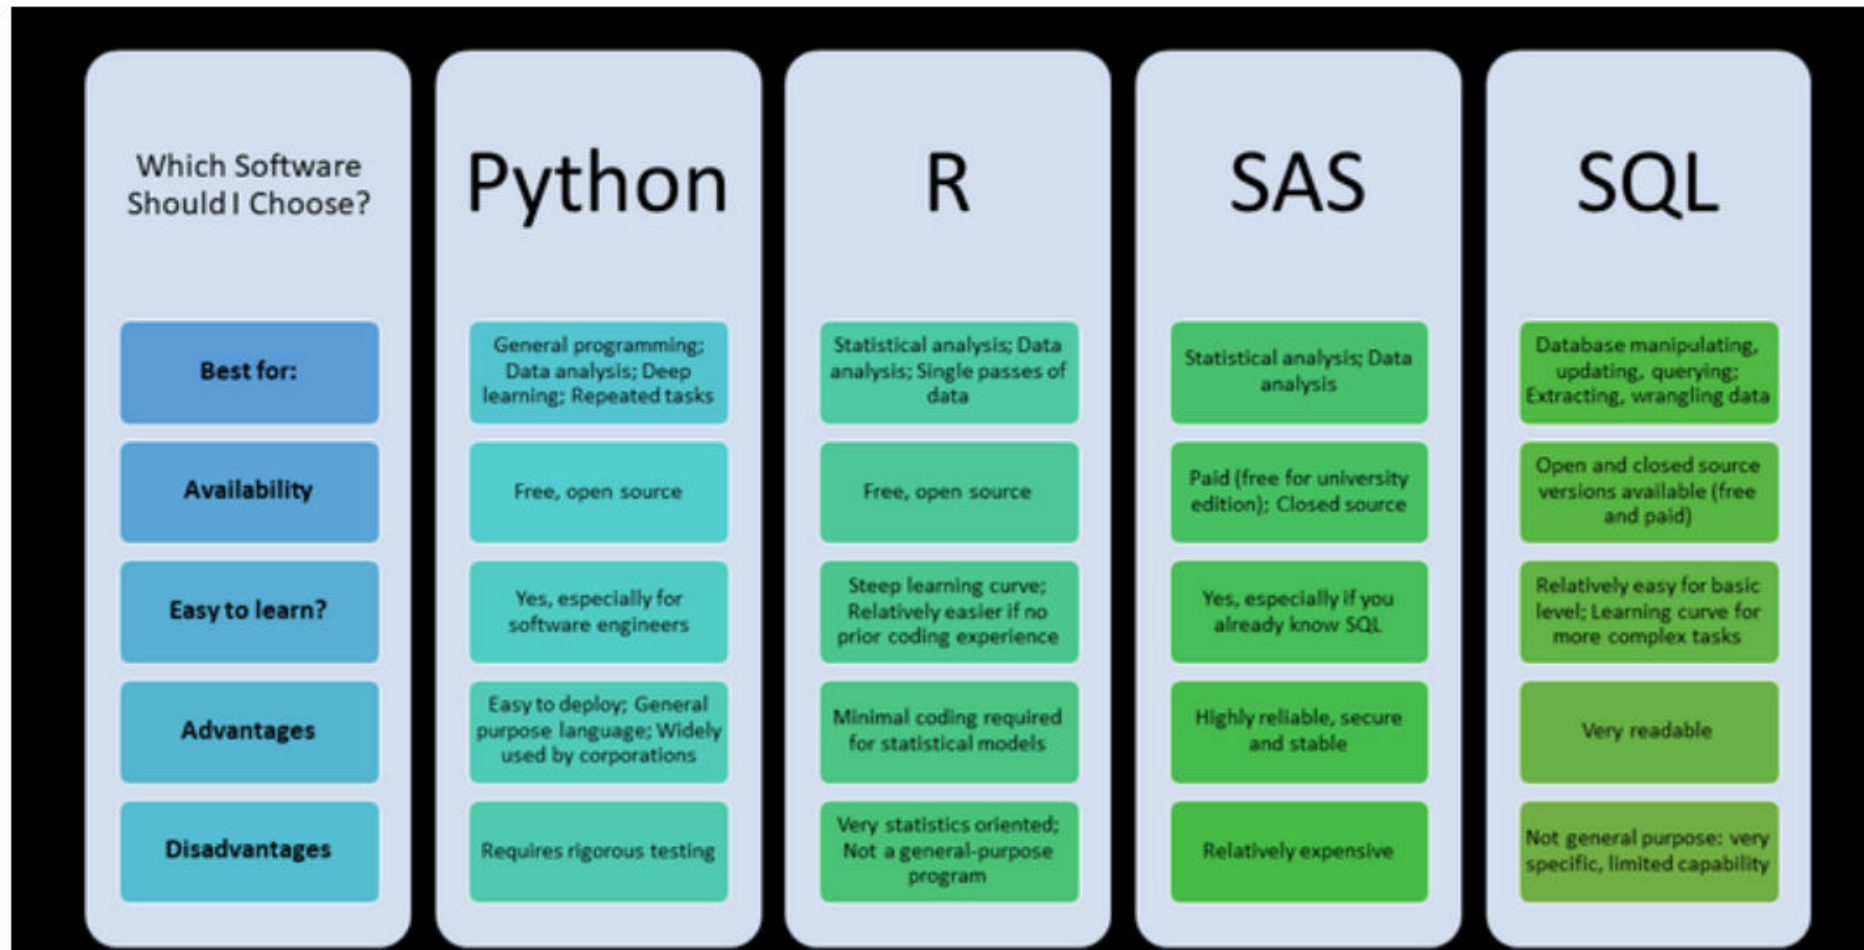 Which Software
Should I Choose?
Python
R
SAS
SQL
Best for:
General programming;
Data analysis; Deep
learning; Repeated tasks
Statistical analysis; Data
analysis; Single passes of
data
Statistical analysis; Data
analysis
Database manipulating,
updating, querying;
Extracting, wrangling data
Availability
Free, open source
Free, open source
Paid (free for university
edition); Closed source
Open and closed source
versions available (free
and paid)
Easy to learn?
Yes, especially for
software engineers
Steep learning curve;
Relatively easier if no
prior coding experience
Yes, especially if you
already know SQL
Relatively easy for basic
level; Learning curve for
more complex tasks
Advantages
Easy to deploy; General
purpose language; Widely
used by corporations
Minimal coding required
for statistical models
Highly reliable, secure
and stable
Very readable
Disadvantages
Requires rigorous testing
Very statistics oriented;
Not a general-purpose
program
Relatively expensive
Not general purpose: very
specific, limited capability